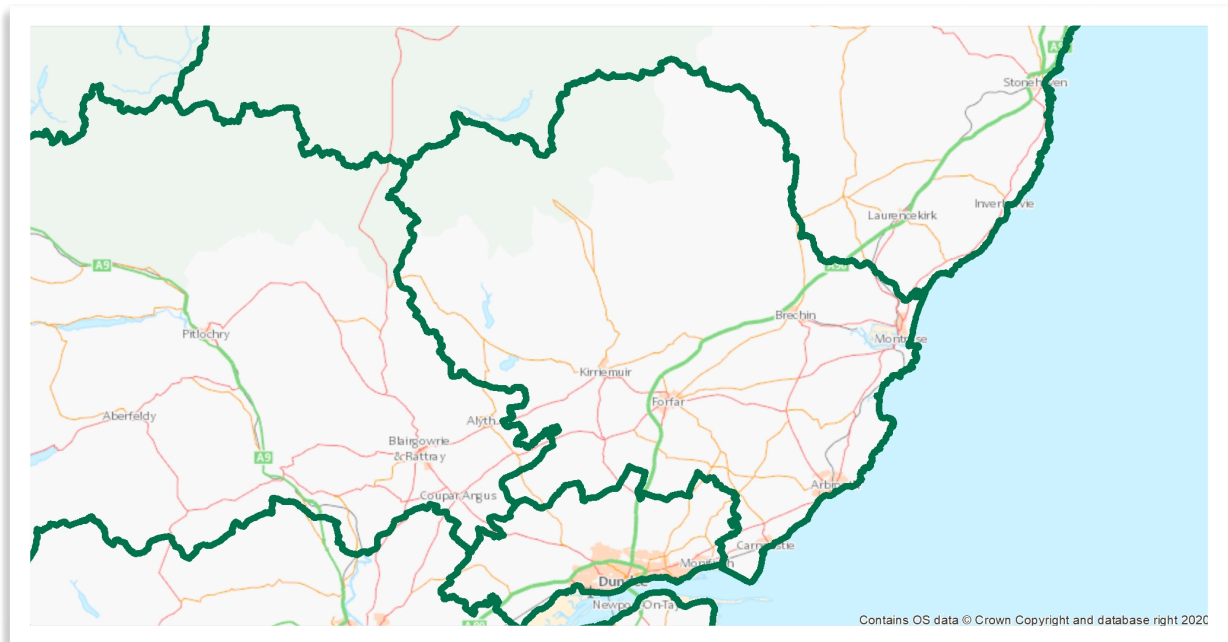 Stonehaven
A9
Laurencekirk
Inverbervie
A90
Brechin
Pitlochry
Montrose
Kirriemuir
Forfar
Aberfeldy
Alyth
Blairgowrie
& Rattray
A9
Coupar Angus
Arbroath
Carnoustie
Monifieth
Dundee
Newport-On-Tay
A90
Contains OS data © Crown Copyright and database right 2020